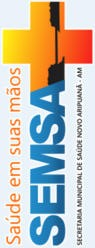 Saúde em suas mãos
SEMSA
SECRETARIA MUNICIPAL DE SAÚDE NOVO ARIPUANÃ - AM